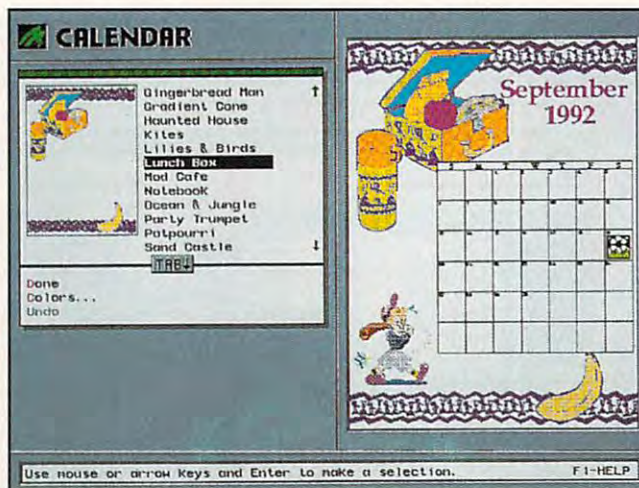 CALENDAR
Gingerbread Man
Gradient Cone
Haunted House
Kites
Lilies & Birds
Lunch Box
Mod Cafe
Notebook
Ocean & Jungle
Party Trumpet
Potpourri
Sand Castle
TAB↓
Done
Colors...
Undo
September
1992
S M T W T F S
Use mouse or arrow Keys and Enter to make a selection.
F1-HELP